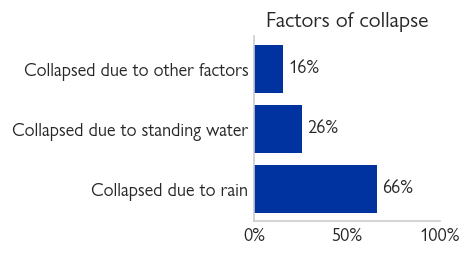 Factors of collapse
Collapsed due to other factors 16%
Collapsed due to standing water 26%
Collapsed due to rain 66%
0% 50% 100%